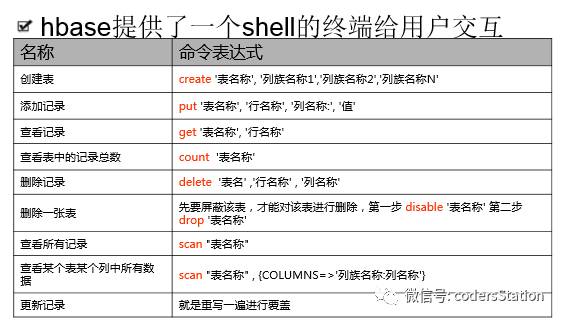 hbase提供了一个shell的终端给用户交互
名称 命令表达式
创建表 create '表名称', '列族名称1','列族名称2','列族名称N'
添加记录 put '表名称', '行名称', '列名称:', '值'
查看记录 get '表名称', '行名称'
查看表中的记录总数 count '表名称'
删除记录 delete '表名' ,'行名称' , '列名称'
删除一张表 先要屏蔽该表，才能对该表进行删除，第一步 disable '表名称' 第二步
drop '表名称'
查看所有记录 scan "表名称"
查看某个表某个列中所有数
据 scan "表名称" , {COLUMNS=>'列族名称:列名称'}
更新记录 就是重写一遍进行覆盖
微信号: codersStation